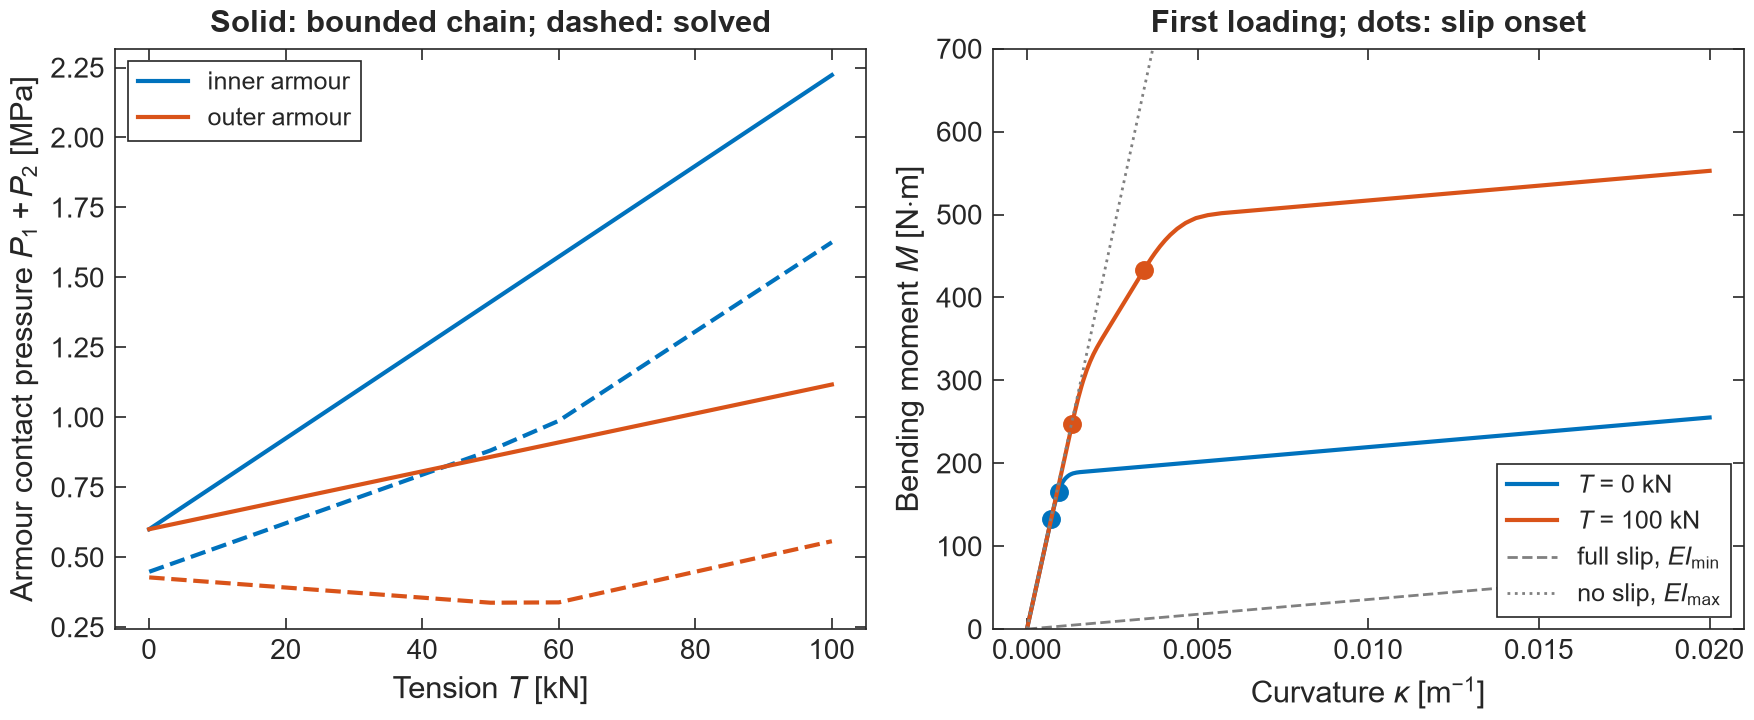 Solid: bounded chain; dashed: solved
Armour contact pressure P₁ + P₂ [MPa]
2.25
2.00
1.75
1.50
1.25
1.00
0.75
0.50
0.25
inner armour
outer armour
0 20 40 60 80 100
Tension T [kN]
First loading; dots: slip onset
Bending moment M [N·m]
700
600
500
400
300
200
100
0
T = 0 kN
T = 100 kN
full slip, EI_min
no slip, EI_max
0.000 0.005 0.010 0.015 0.020
Curvature κ [m⁻¹]